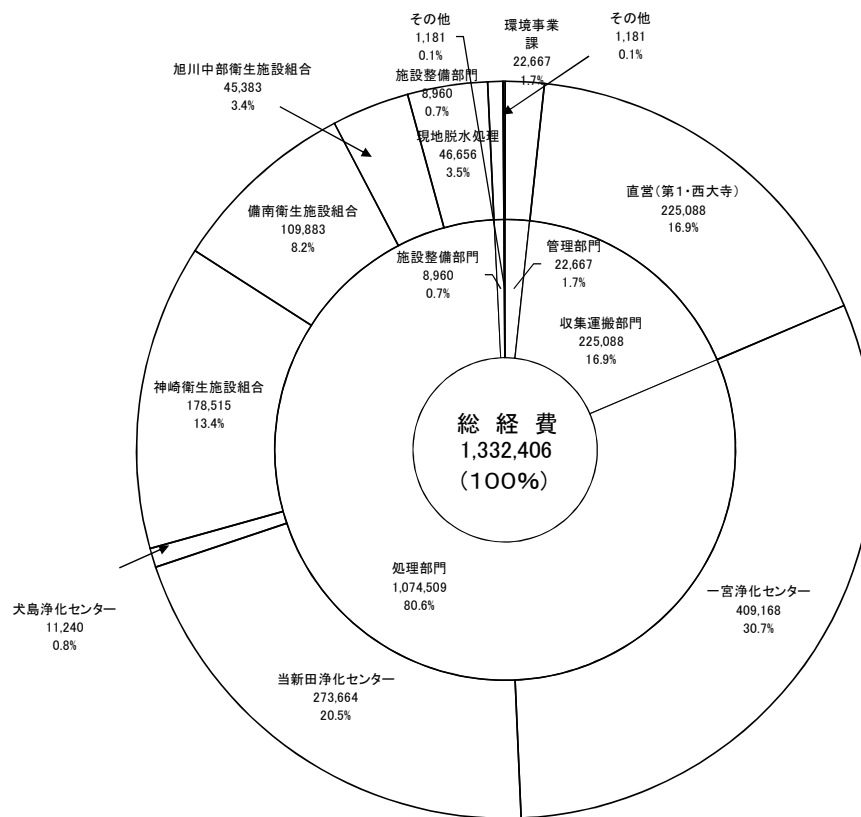 その他
1,181
0.1%
環境事業
課
22,667
1.7%
その他
1,181
0.1%
旭川中部衛生施設組合
45,383
3.4%
施設整備部門
8,960
0.7%
現地脱水処理
46,656
3.5%
直営(第1・西大寺)
225,088
16.9%
備南衛生施設組合
109,883
8.2%
施設整備部門
8,960
0.7%
管理部門
22,667
1.7%
収集運搬部門
225,088
16.9%
神崎衛生施設組合
178,515
13.4%
総 経 費
1,332,406
(100%)
処理部門
1,074,509
80.6%
一宮浄化センター
409,168
30.7%
犬島浄化センター
11,240
0.8%
当新田浄化センター
273,664
20.5%